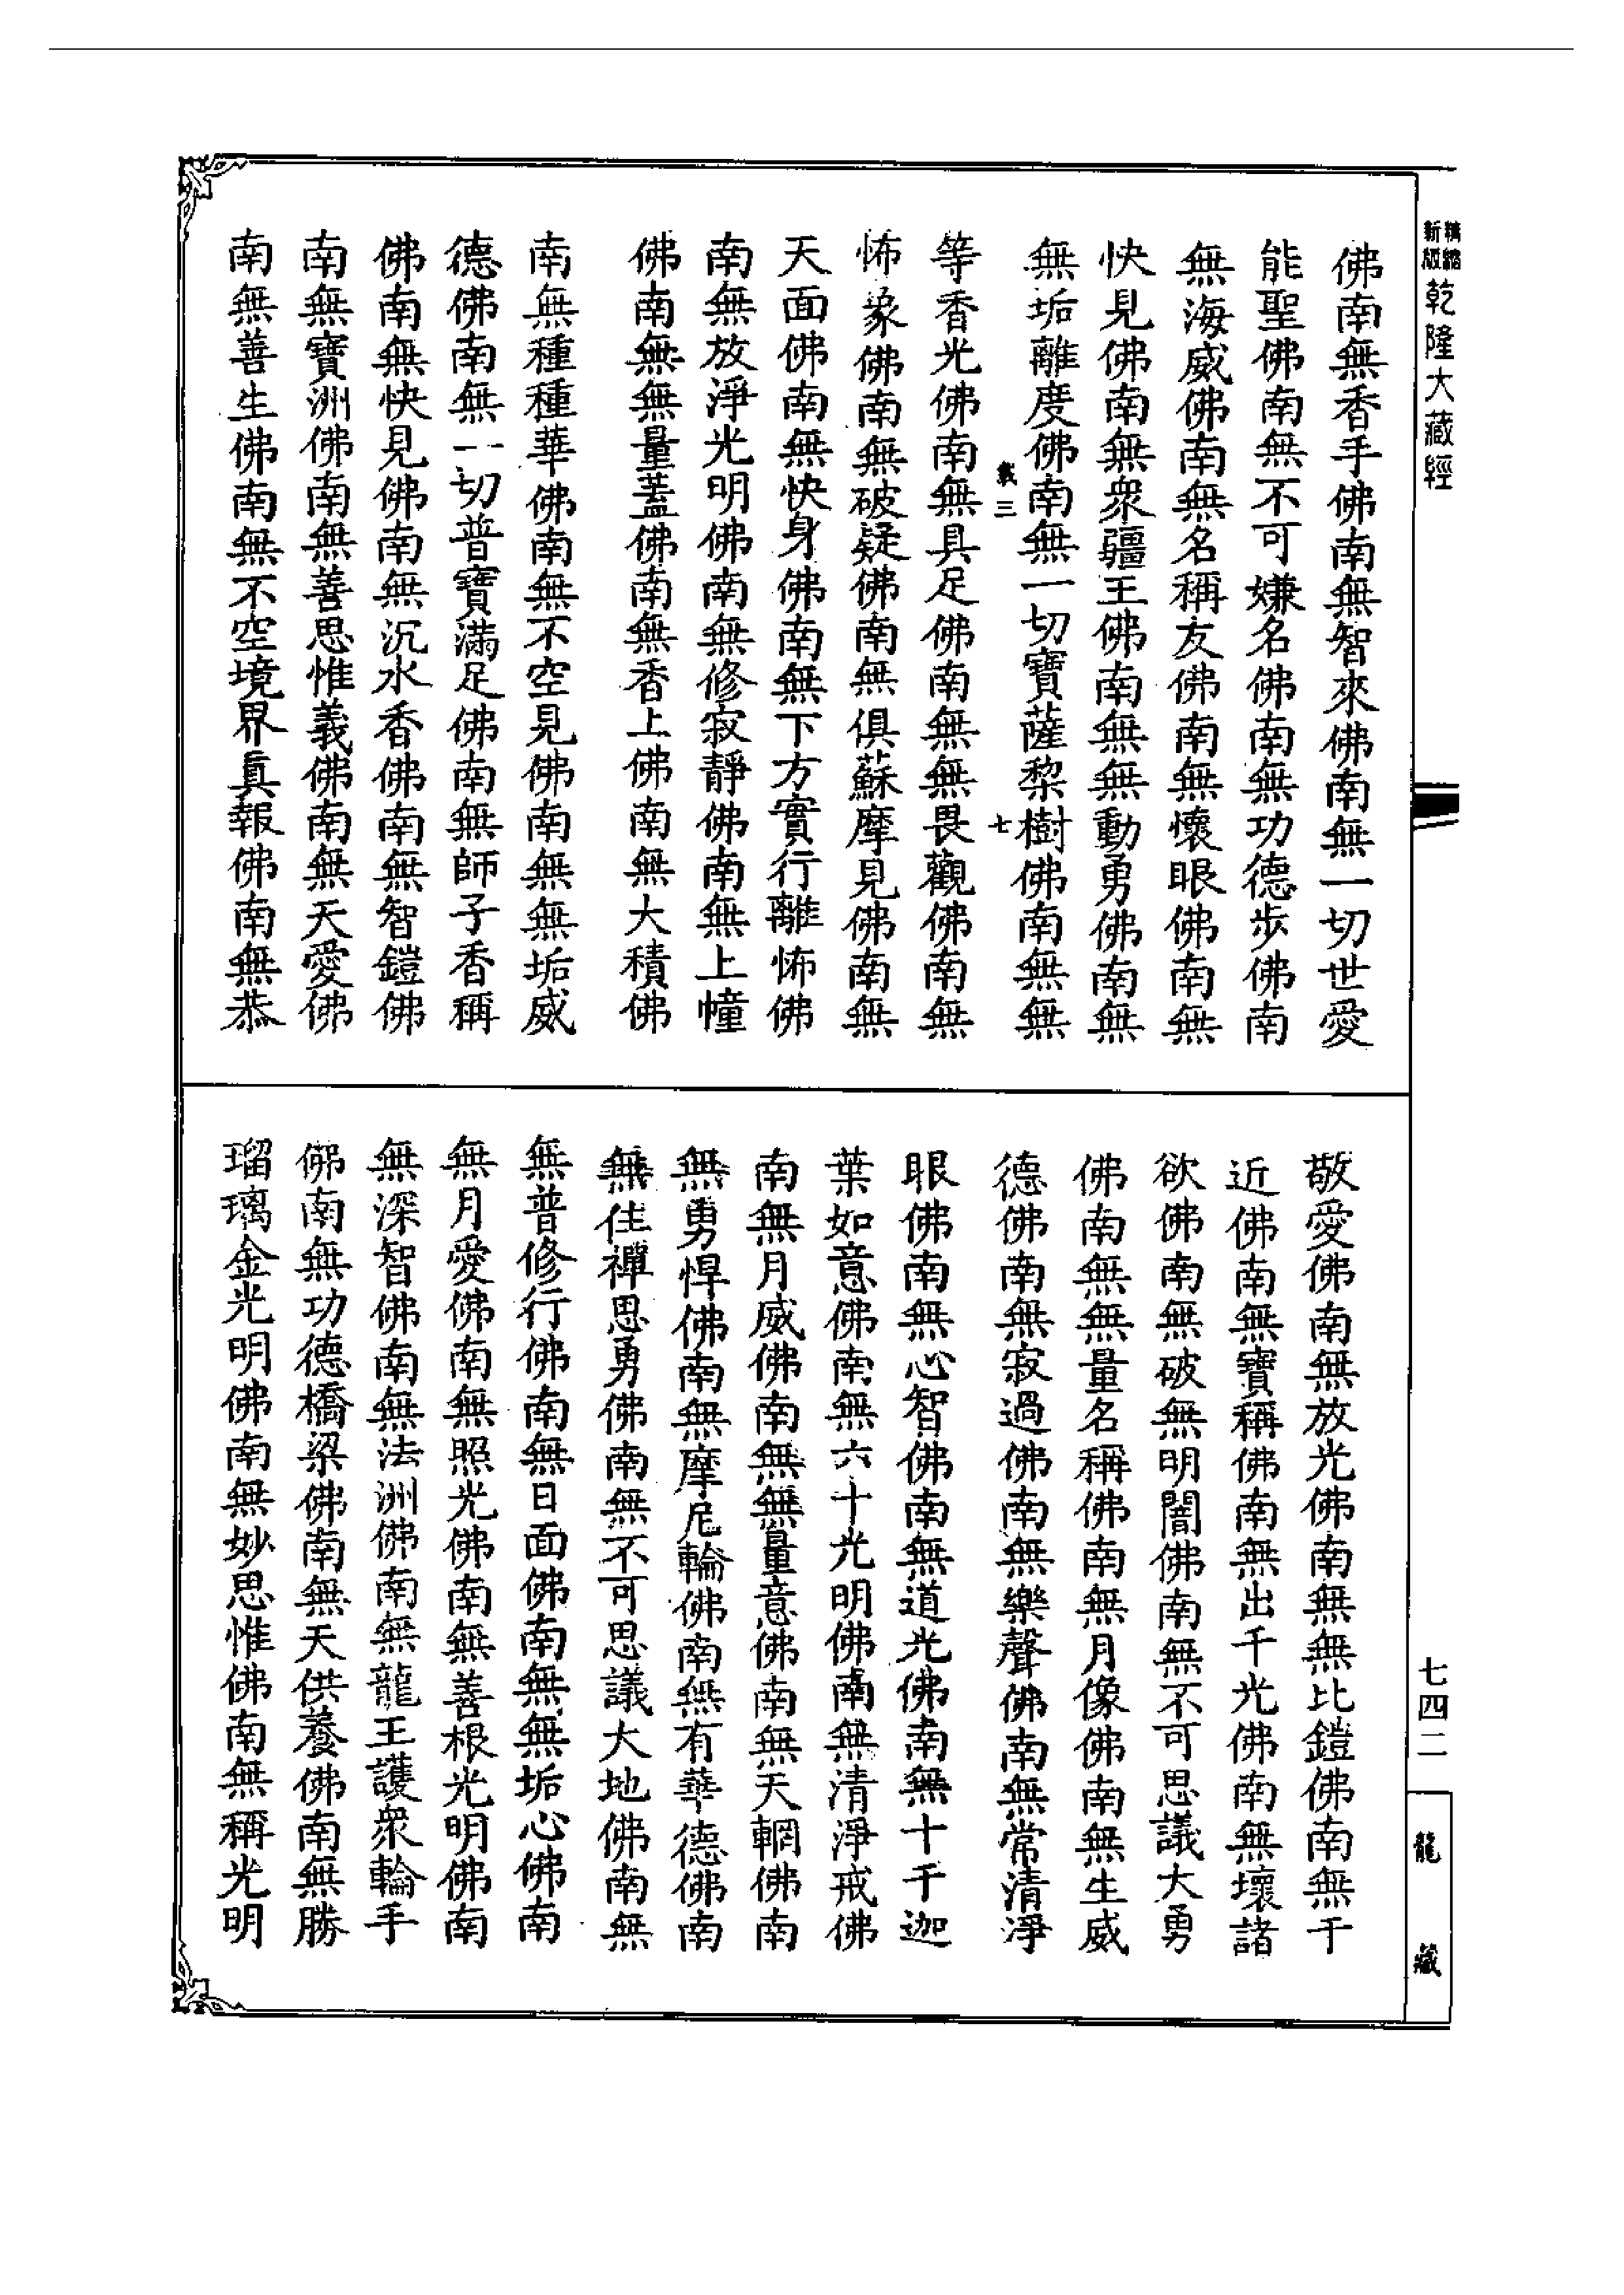 精縮
新版
乾隆大藏經
佛南無香手佛南無智來佛南無一切世愛
能聖佛南無不可嫌名佛南無功德步佛南
無海威佛南無名稱友佛南無懷眼佛南無
快見佛南無衆疆王佛南無無動勇佛南無
無垢離度佛南無一切寶薩梨樹佛南無無
三 七
等香光佛南無具足佛南無無畏觀佛南無
怖象佛南無破疑佛南無俱蘇摩見佛南無
天面佛南無快身佛南無下方實行離怖佛
南無放淨光明佛南無修寂靜佛南無上幢
佛南無無量蓋佛南無香上佛南無大積佛
南無種種華佛南無不空見佛南無無垢威
德佛南無一切普寶滿足佛南無師子香稱
佛南無快見佛南無沉水香佛南無智鎧佛
南無寶洲佛南無善思惟義佛南無天愛佛
南無善生佛南無不空境界真報佛南無恭
敬愛佛南無放光佛南無無比鎧佛南無于
近佛南無寶稱佛南無出千光佛南無壞諸
欲佛南無破無明闇佛南無不可思議大勇
佛南無無量名稱佛南無月像佛南無生威
德佛南無寂過佛南無樂聲佛南無常清淨
眼佛南無心智佛南無道光佛南無十千迦
葉如意佛南無六十光明佛南無清淨戒佛
南無月威佛南無無量意佛南無天輞佛南
無勇悍佛南無摩尼輪佛南無有華德佛南
無住禪思勇佛南無不可思議大地佛南無
無普修行佛南無日面佛南無無垢心佛南
無月愛佛南無照光佛南無善根光明佛南
無深智佛南無法洲佛南無龍王護衆輪手
佛南無功德橋梁佛南無天供養佛南無勝
瑠璃金光明佛南無妙思惟佛南無稱光明
七四二
龍藏